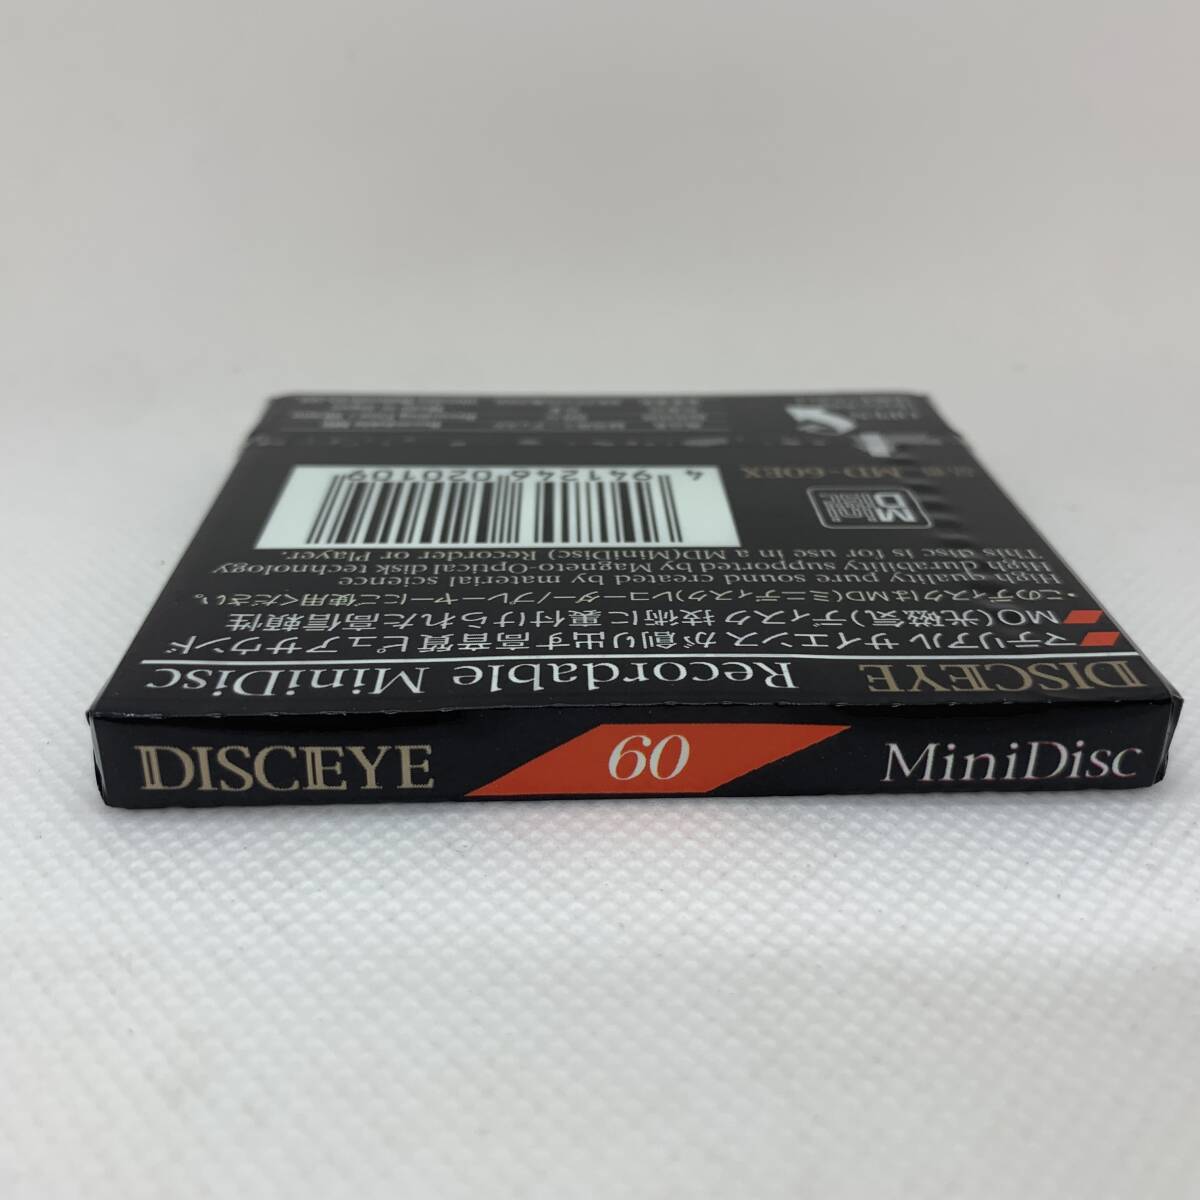 DISCEYE 60 MiniDisc
DISCEYE Recordable MiniDisc
マテリアル サイエンスが創り出す高音質ピュアサウンド
MO(光磁気)ディスク技術に裏付けられた高信頼性
・このディスクはMD(ミニディスク)レコーダー/プレーヤーにご使用ください。
High quality pure sound created by material science
High durability supported by Magneto-Optical disk technology
This disc is for use in a MD(MiniDisc) Recorder or Player.
MD-60EX
4941246020109